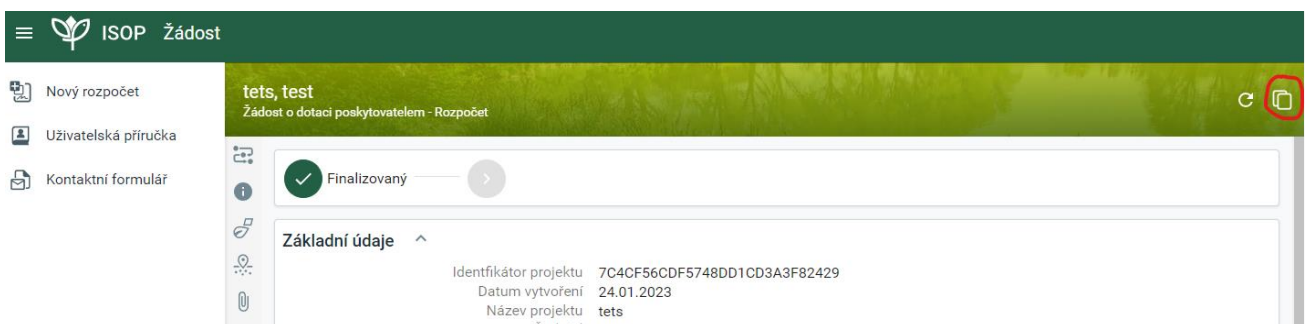 ISOP Žádost
Nový rozpočet
Uživatelská příručka
Kontaktní formulář
tets, test
Žádost o dotaci poskytovatelem - Rozpočet
Finalizovaný
Základní údaje
Identfikátor projektu 7C4CF56CDF5748DD1CD3A3F82429
Datum vytvoření 24.01.2023
Název projektu tets